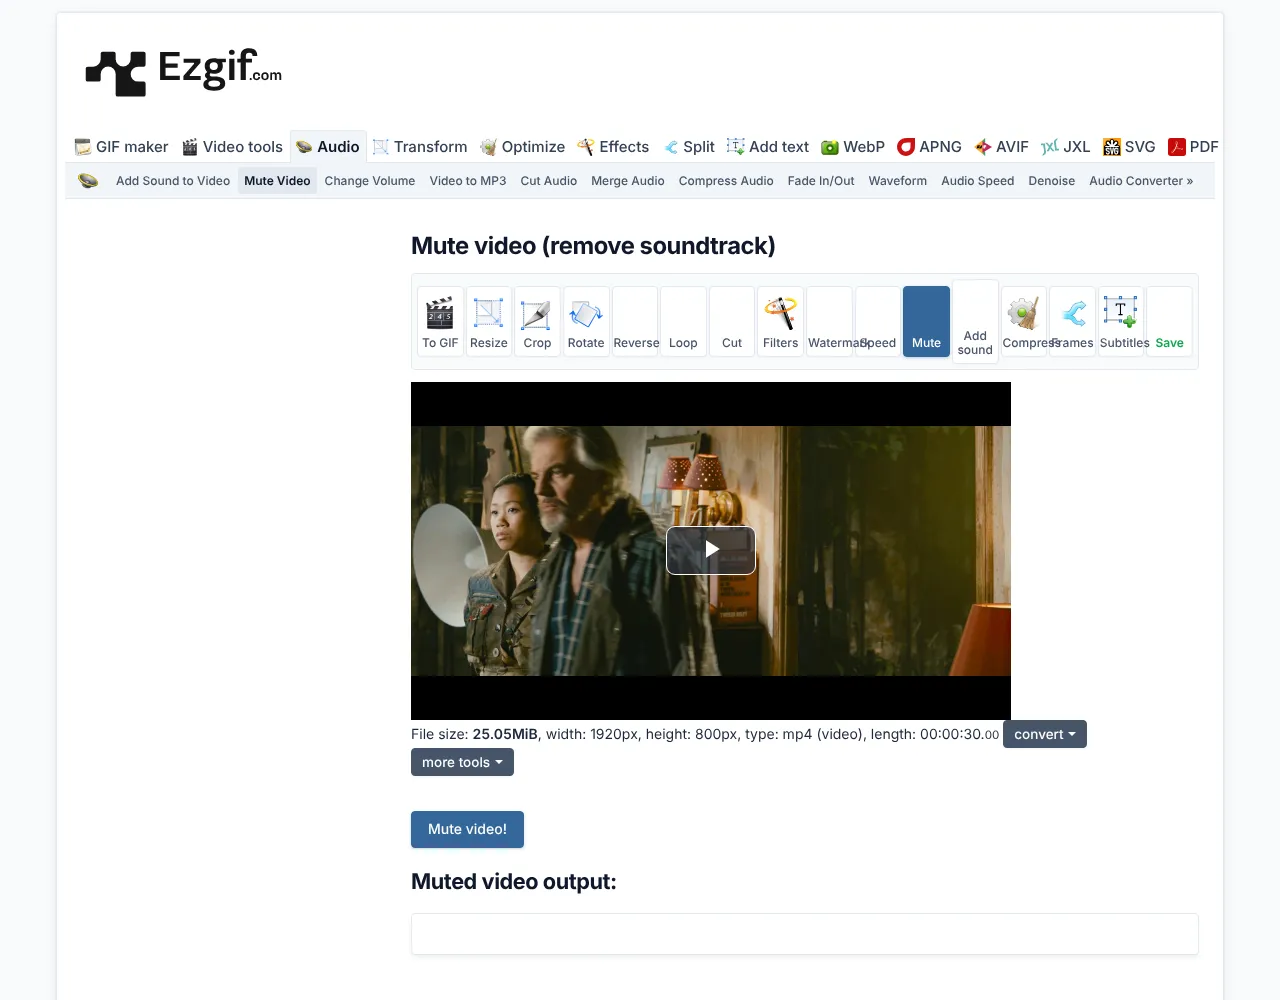 Ezgif.com
GIF maker Video tools Audio Transform Optimize Effects Split Add text WebP APNG AVIF JXL SVG PDF
Add Sound to Video Mute Video Change Volume Video to MP3 Cut Audio Merge Audio Compress Audio Fade In/Out Waveform Audio Speed Denoise Audio Converter »
Mute video (remove soundtrack)
To GIF Resize Crop Rotate Reverse Loop Cut Filters Watermark Speed Mute Add sound Compress Frames Subtitles Save
File size: 25.05MiB, width: 1920px, height: 800px, type: mp4 (video), length: 00:00:30.00 convert
more tools
Mute video!
Muted video output: